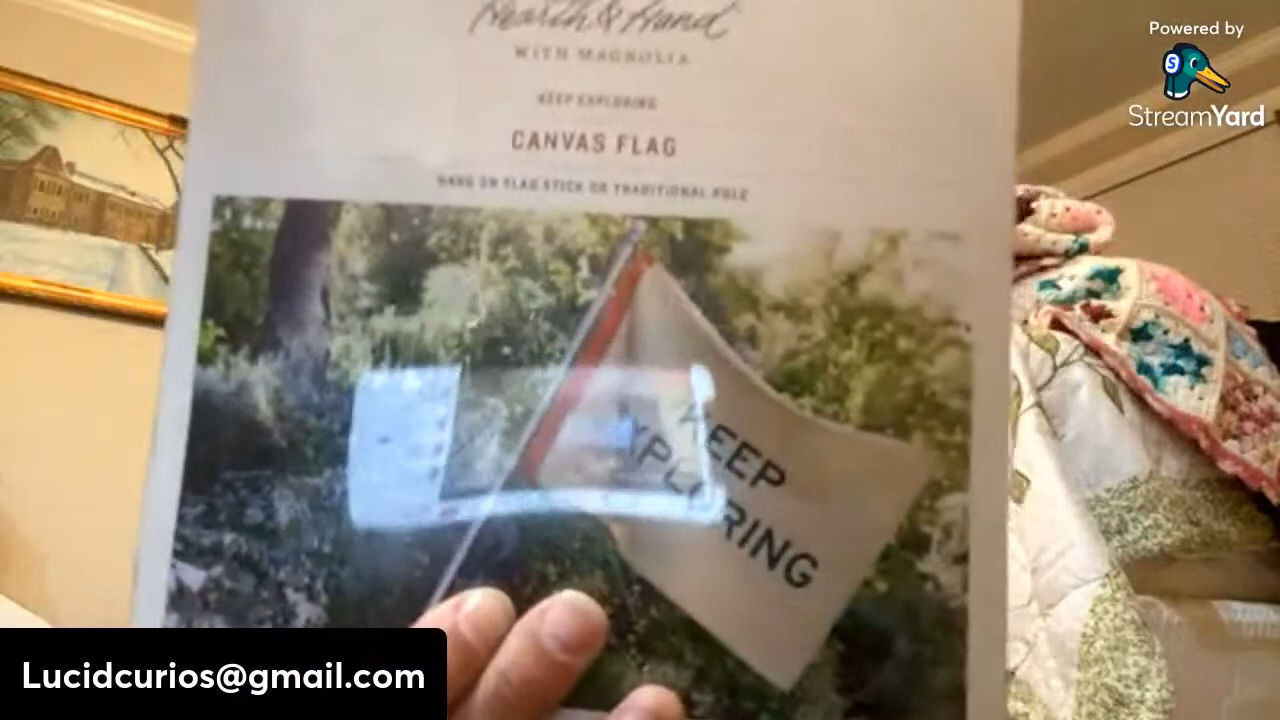 Hearth & Hand
WITH MAGNOLIA
KEEP EXPLORING
CANVAS FLAG
HANG ON FLAG STICK OR TRADITIONAL POLE
KEEP
EXPLORING
Powered by
S
StreamYard
Lucidcurios@gmail.com